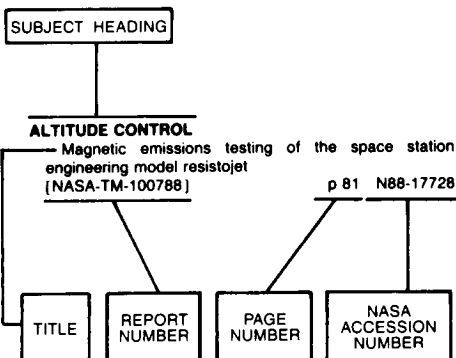 SUBJECT HEADING
ALTITUDE CONTROL
Magnetic emissions testing of the space station
engineering model resistojet
[NASA-TM-100788] p 81 N88-17728
TITLE
REPORT
NUMBER
PAGE
NUMBER
NASA
ACCESSION
NUMBER